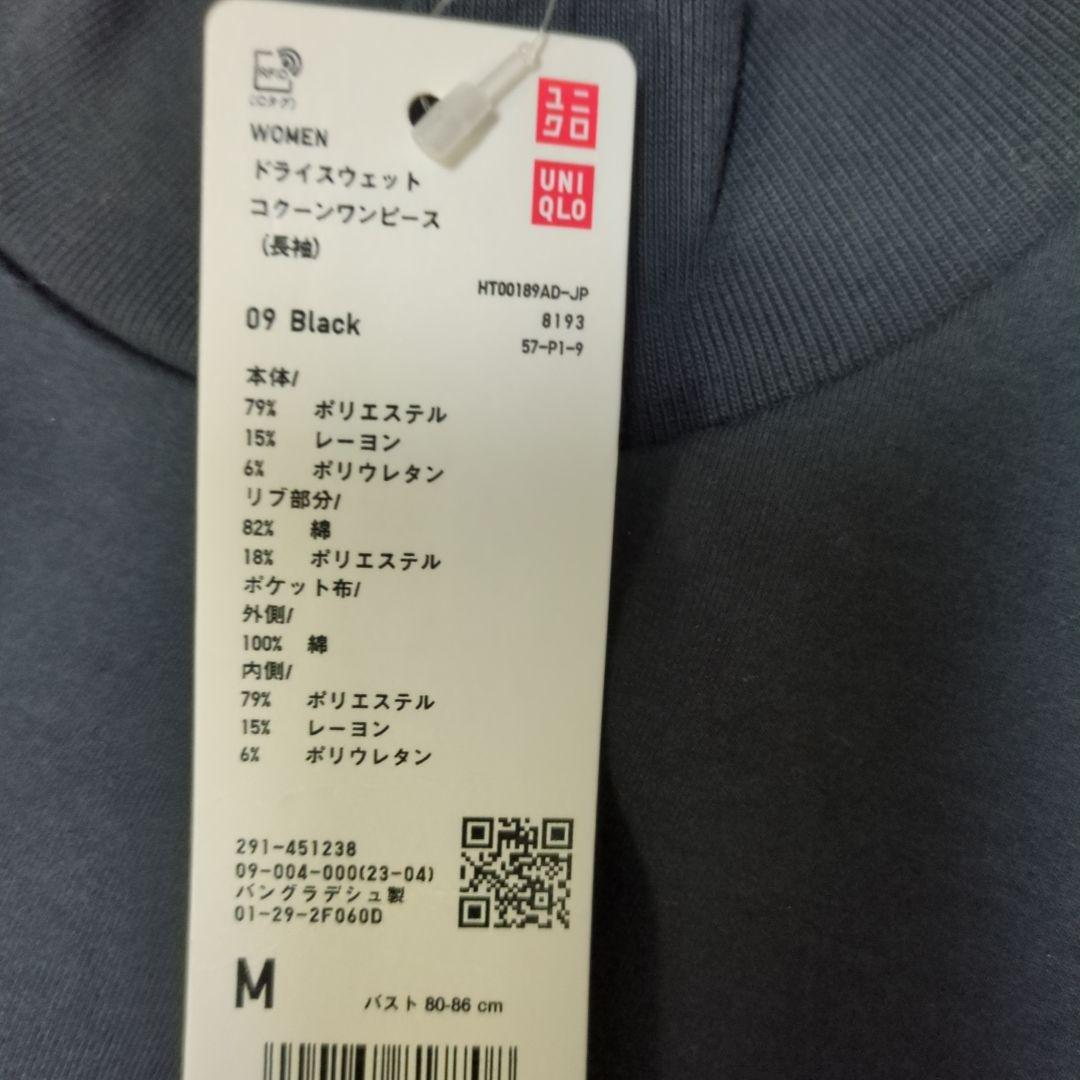 RFID
(ICタグ)
ユニ
クロ
UNI
QLO
WOMEN
ドライスウェット
コクーンワンピース
(長袖)
HT00189AD-JP
09 Black
8193
57-P1-9
本体/
79% ポリエステル
15% レーヨン
6% ポリウレタン
リブ部分/
82% 綿
18% ポリエステル
ポケット布/
外側/
100% 綿
内側/
79% ポリエステル
15% レーヨン
6% ポリウレタン
291-451238
09-004-000(23-04)
バングラデシュ製
01-29-2F060D
M バスト 80-86 cm